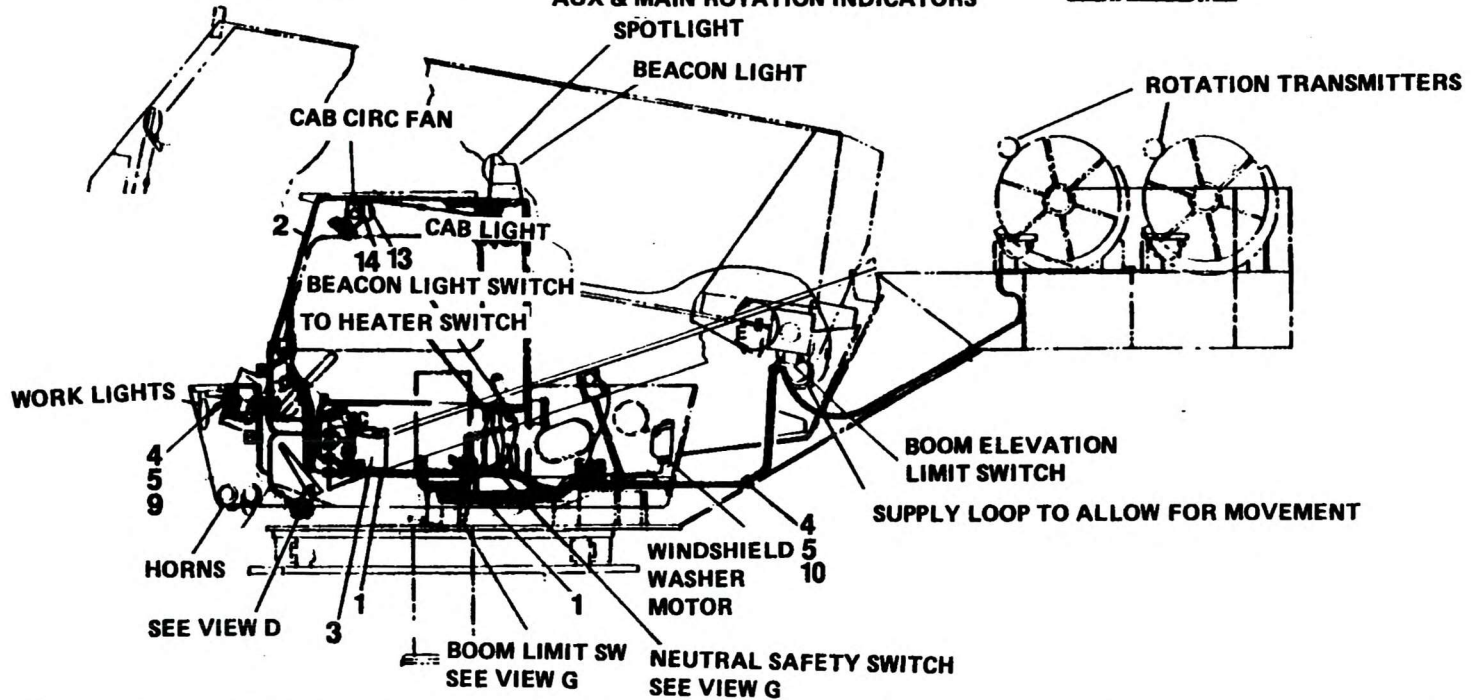 AUX & MAIN ROTATION INDICATORS
SPOTLIGHT
BEACON LIGHT
ROTATION TRANSMITTERS
CAB CIRC FAN
2
CAB LIGHT
14 13
BEACON LIGHT SWITCH
TO HEATER SWITCH
WORK LIGHTS
4
5
9
BOOM ELEVATION
LIMIT SWITCH
SUPPLY LOOP TO ALLOW FOR MOVEMENT
4
5
10
WINDSHIELD
WASHER
MOTOR
HORNS
SEE VIEW D
3
1
1
BOOM LIMIT SW
SEE VIEW G
NEUTRAL SAFETY SWITCH
SEE VIEW G